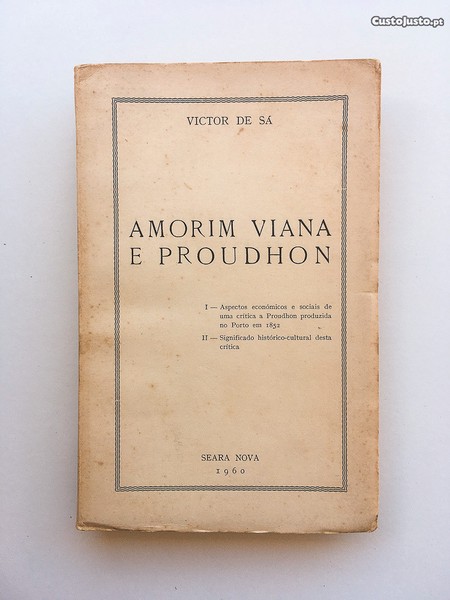 CustoJusto.pt
VICTOR DE SÁ
AMORIM VIANA
E PROUDHON
I — Aspectos económicos e sociais de
uma crítica a Proudhon produzida
no Porto em 1852
II — Significado histórico-cultural desta
crítica
SEARA NOVA
1960